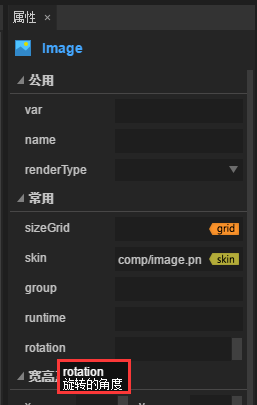 属性 ×
Image
公用
var
name
renderType
常用
sizeGrid grid
skin comp/image.pn skin
group
runtime
rotation
rotation
旋转的角度
宽高